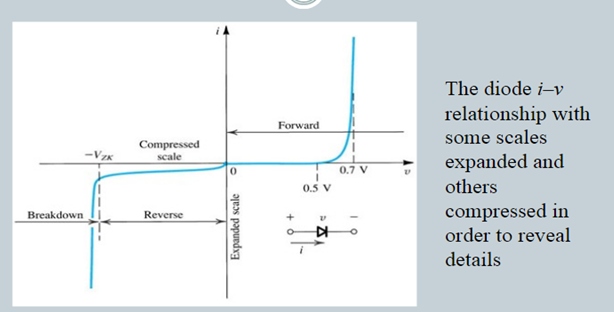 i
Forward
Compressed
scale
−V_ZK
0
0.5 V
0.7 V
v
Breakdown
Reverse
Expanded scale
+ v −
i
The diode i–v
relationship with
some scales
expanded and
others
compressed in
order to reveal
details